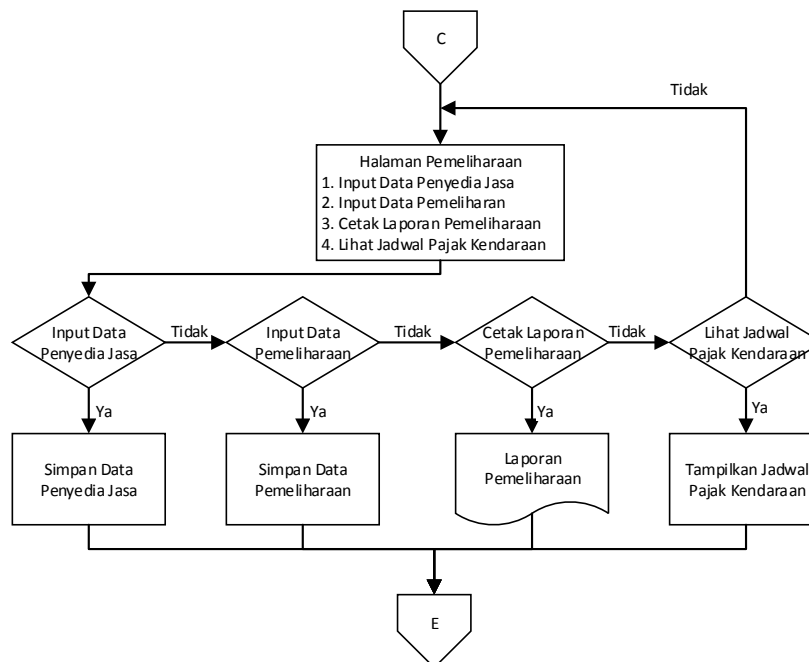 C
Tidak
Halaman Pemeliharaan
1. Input Data Penyedia Jasa
2. Input Data Pemeliharan
3. Cetak Laporan Pemeliharaan
4. Lihat Jadwal Pajak Kendaraan
Input Data
Penyedia Jasa
Tidak
Input Data
Pemeliharaan
Tidak
Cetak Laporan
Pemeliharaan
Tidak
Lihat Jadwal
Pajak Kendaraan
Ya
Ya
Ya
Ya
Simpan Data
Penyedia Jasa
Simpan Data
Pemeliharaan
Laporan
Pemeliharaan
Tampilkan Jadwal
Pajak Kendaraan
E